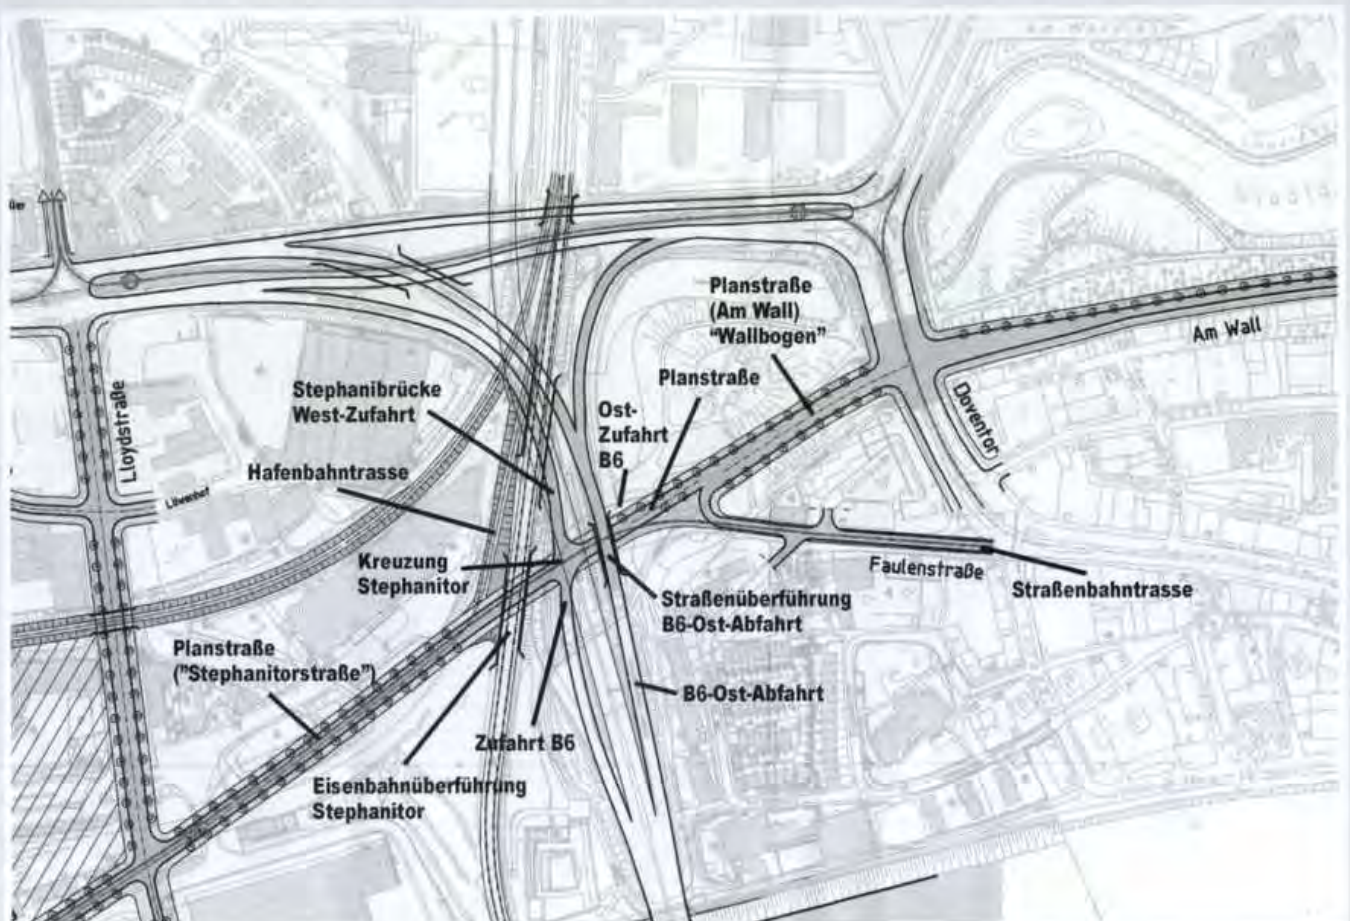 Planstraße
(Am Wall)
"Wallbogen"
Am Wall
Planstraße
Stephanibrücke
West-Zufahrt
Ost-
Zufahrt
B6
Doventor
Lloydstraße
Hafenbahntrasse
Löwenhof
Kreuzung
Stephanitor
Faulenstraße
Straßenbahntrasse
Straßenüberführung
B6-Ost-Abfahrt
Planstraße
("Stephanitorstraße")
B6-Ost-Abfahrt
Zufahrt B6
Eisenbahnüberführung
Stephanitor